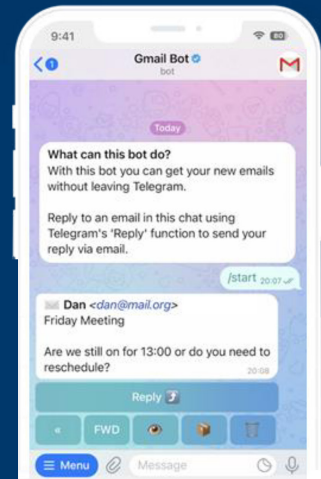 9:41
80
0
Gmail Bot
bot
Today
What can this bot do?
With this bot you can get your new emails
without leaving Telegram.
Reply to an email in this chat using
Telegram's 'Reply' function to send your
reply via email.
/start 20:07
Dan <dan@mail.org>
Friday Meeting
Are we still on for 13:00 or do you need to
reschedule?
20:08
Reply
«
FWD
Menu
Message